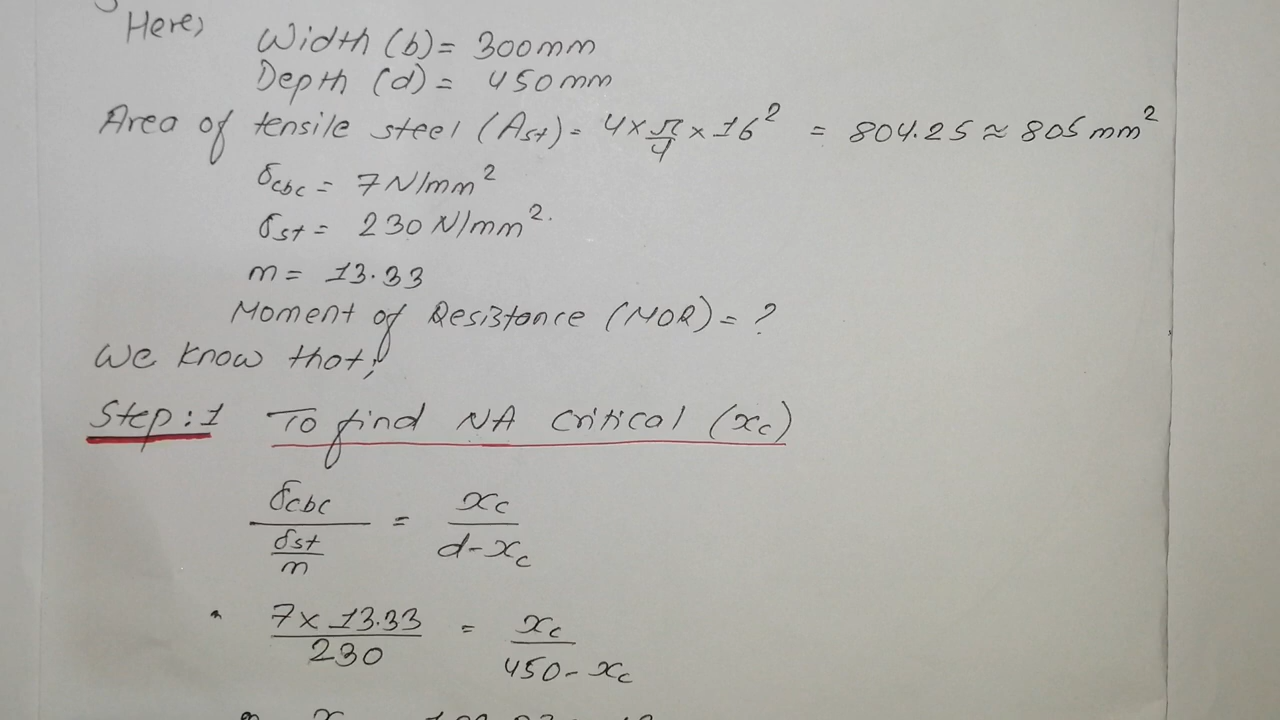 Here,
Width (b) = 300mm
Depth (d) = 450mm
Area of tensile steel (Ast) = 4 × π/4 × 16² = 804.25 ≈ 805 mm²
σcbc = 7 N/mm²
σst = 230 N/mm².
m = 13.33
Moment of Resistance (MOR) = ?
We know that,
Step:1 To find NA critical (xc)
σcbc / (σst/m) = xc / (d-xc)
(7 × 13.33) / 230 = xc / (450 - xc)